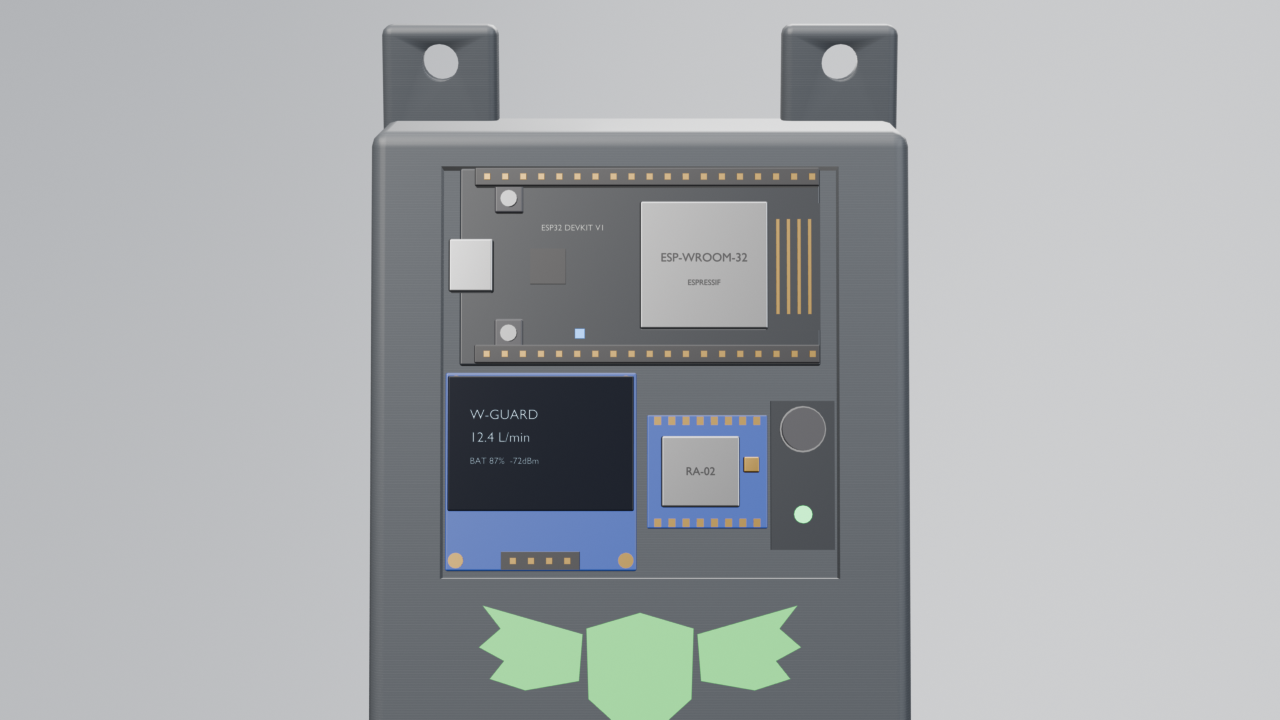 ESP32 DEVKIT V1
ESP-WROOM-32
ESPRESSIF
W-GUARD
12.4 L/min
BAT 87% -72dBm
RA-02